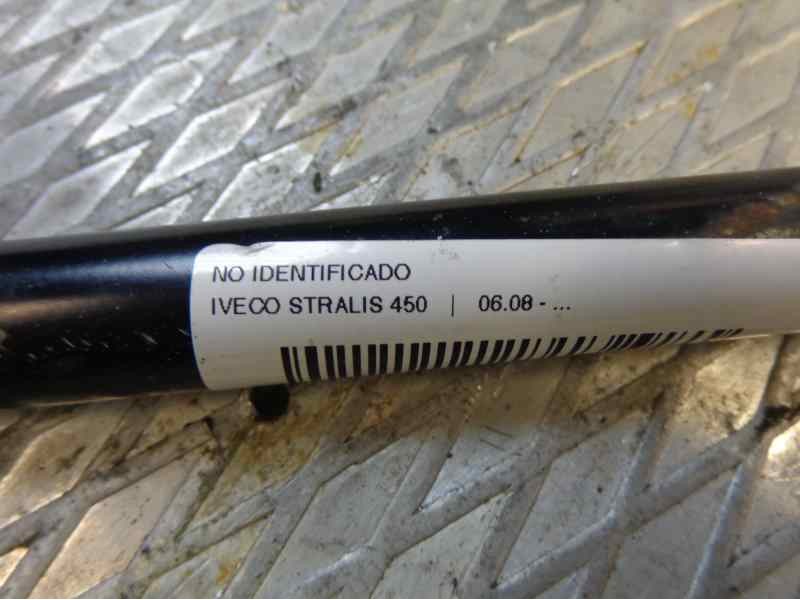 NO IDENTIFICADO
IVECO STRALIS 450 | 06.08 - ...